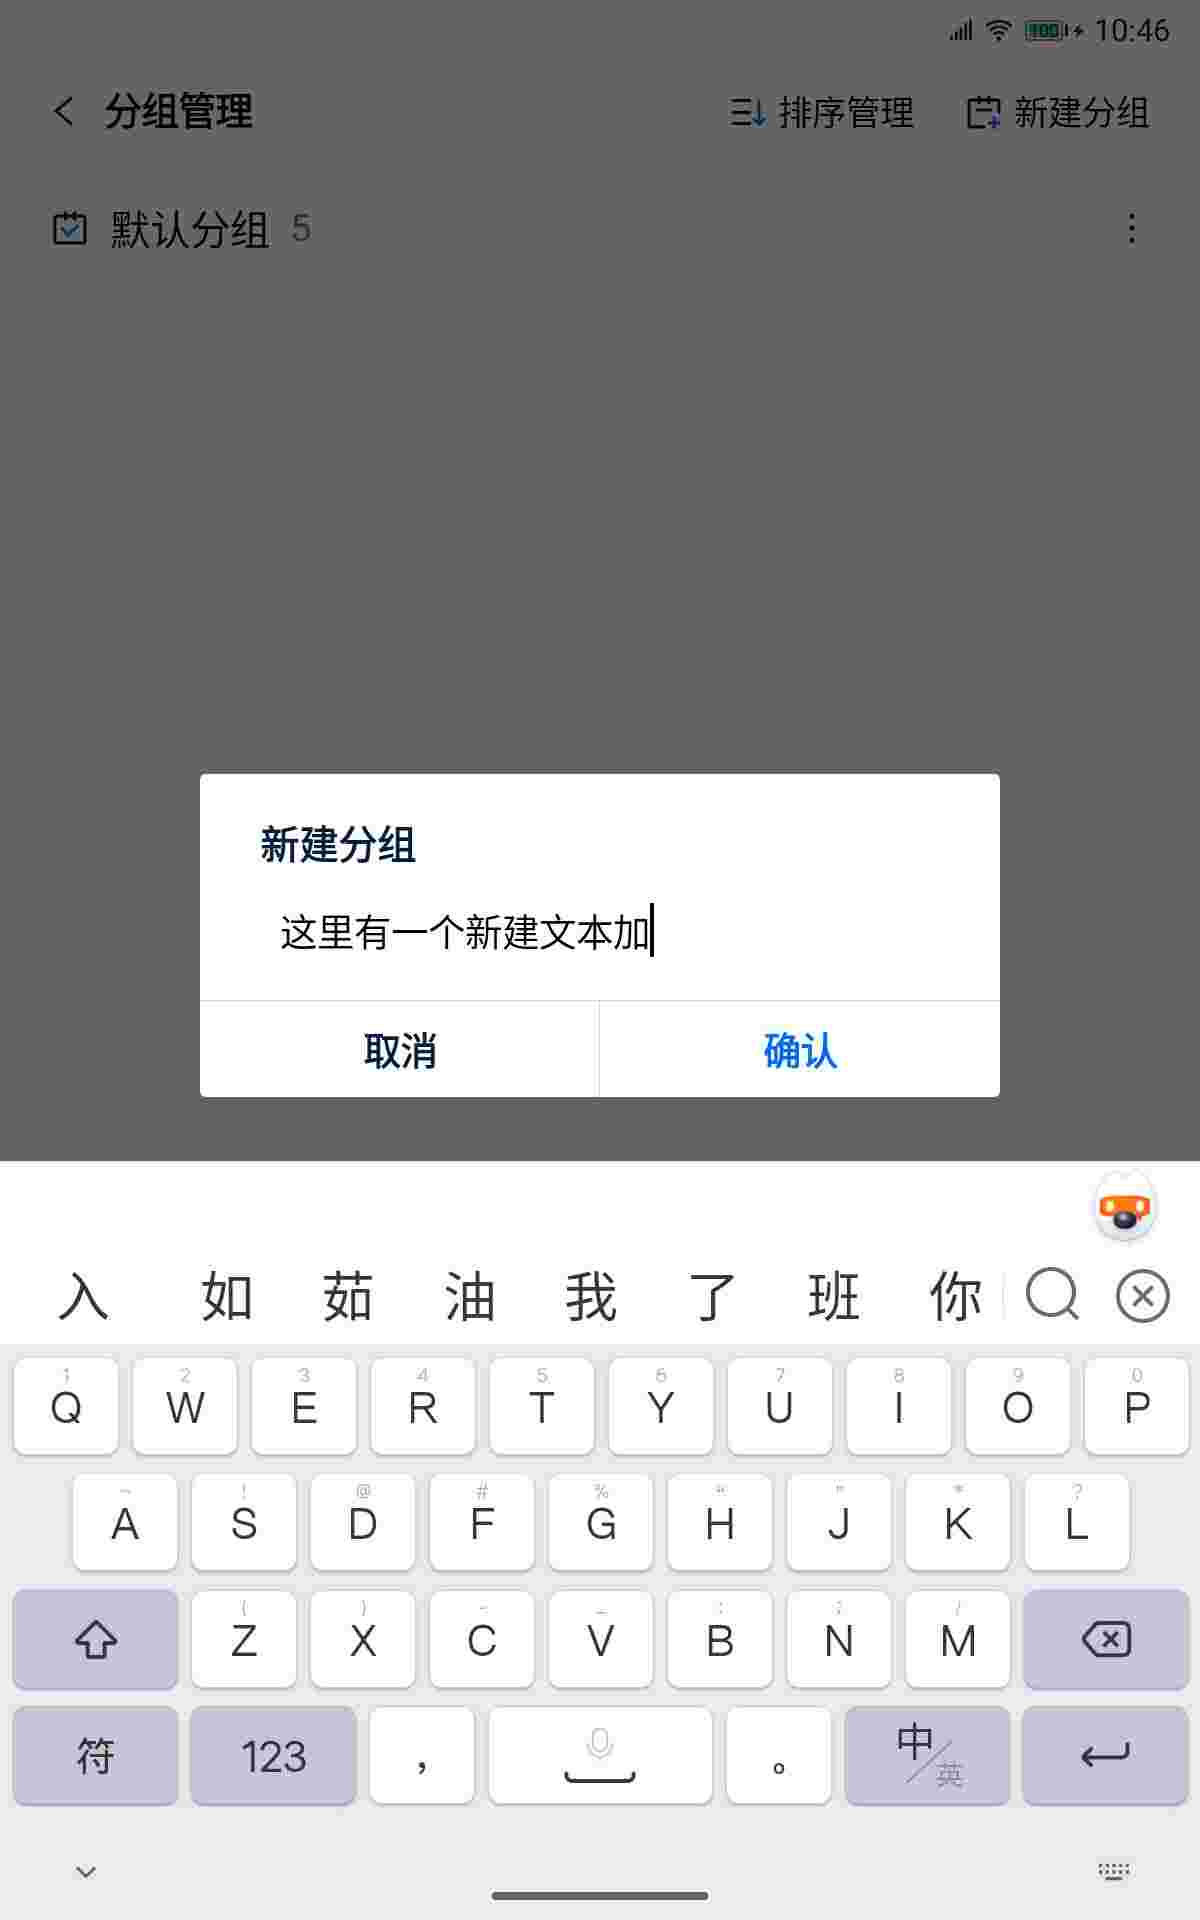 100 10:46
分组管理 排序管理 新建分组
默认分组 5
新建分组
这里有一个新建文本加
取消 确认
入 如 茹 油 我 了 班 你
1 2 3 4 5 6 7 8 9 0
Q W E R T Y U I O P
~ ! @ # % “ ” * ?
A S D F G H J K L
( ) - _ : ; /
Z X C V B N M
符 123 ， 。 中/英